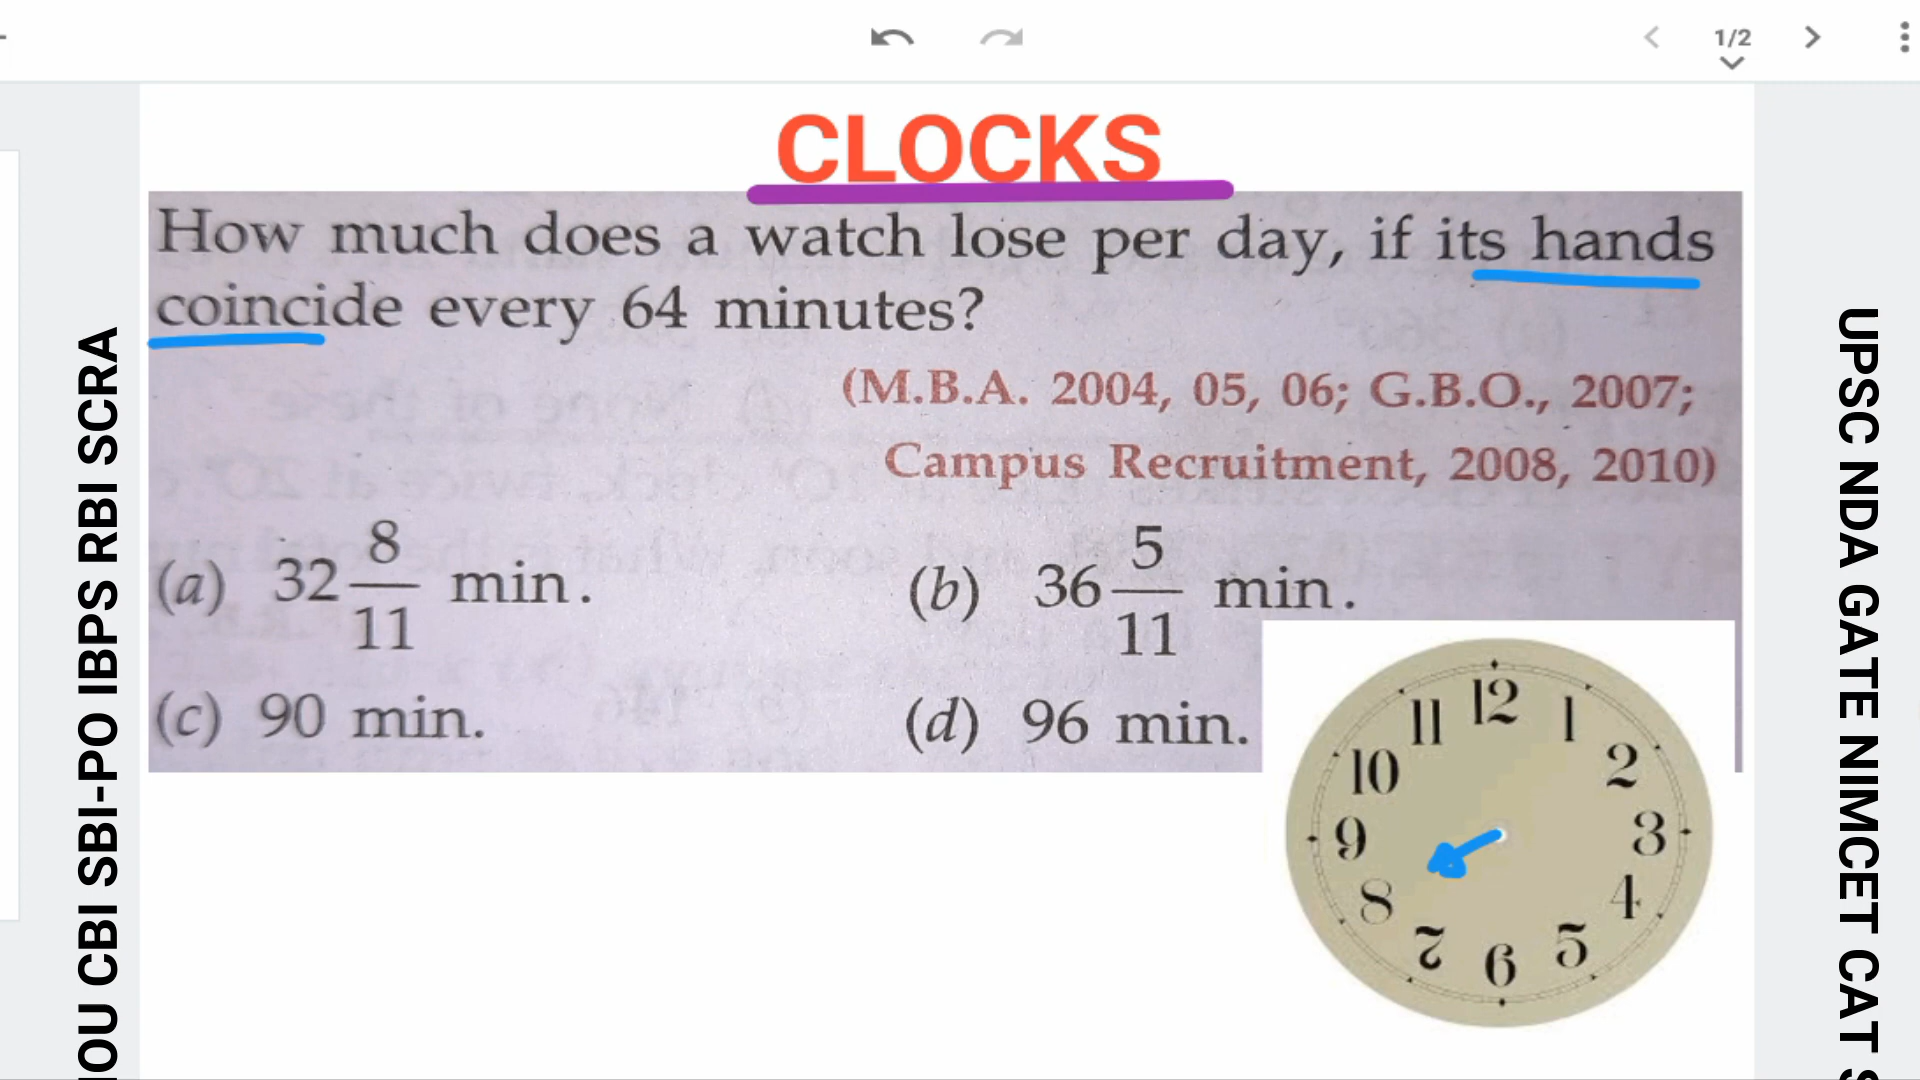 1/2
CLOCKS
How much does a watch lose per day, if its hands
coincide every 64 minutes?
(M.B.A. 2004, 05, 06; G.B.O., 2007;
Campus Recruitment, 2008, 2010)
(a) 32 8/11 min.
(b) 36 5/11 min.
(c) 90 min.
(d) 96 min.
12
1
2
3
4
5
6
7
8
9
10
11
NOU CBI SBI-PO IBPS RBI SCRA
UPSC NDA GATE NIMCET CAT S